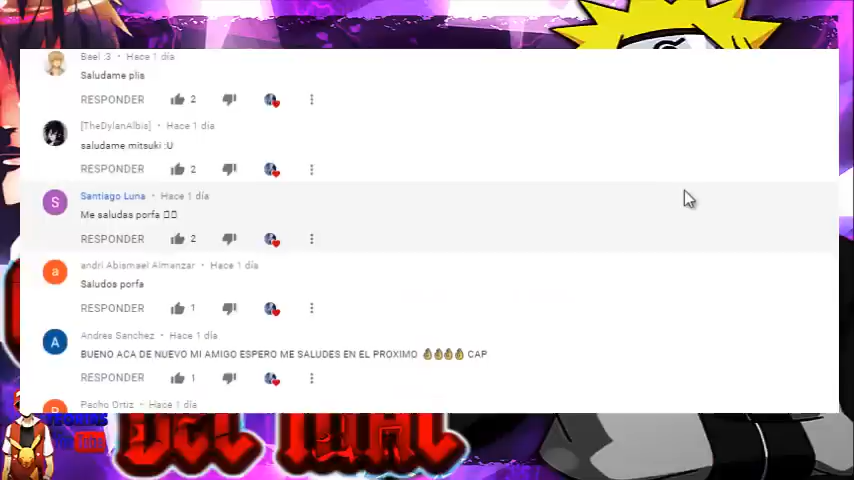 Bael :3 • Hace 1 día
Saludame plis
RESPONDER 2
[TheDylanAlbis] • Hace 1 día
saludame mitsuki :U
RESPONDER 2
S
Santiago Luna • Hace 1 día
Me saludas porfa
RESPONDER 2
a
andri Abismael Almanzar • Hace 1 día
Saludos porfa
RESPONDER 1
A
Andres Sanchez • Hace 1 día
BUENO ACA DE NUEVO MI AMIGO ESPERO ME SALUDES EN EL PROXIMO CAP
RESPONDER 1
Pacho Ortiz • Hace 1 día
DEL
Tube